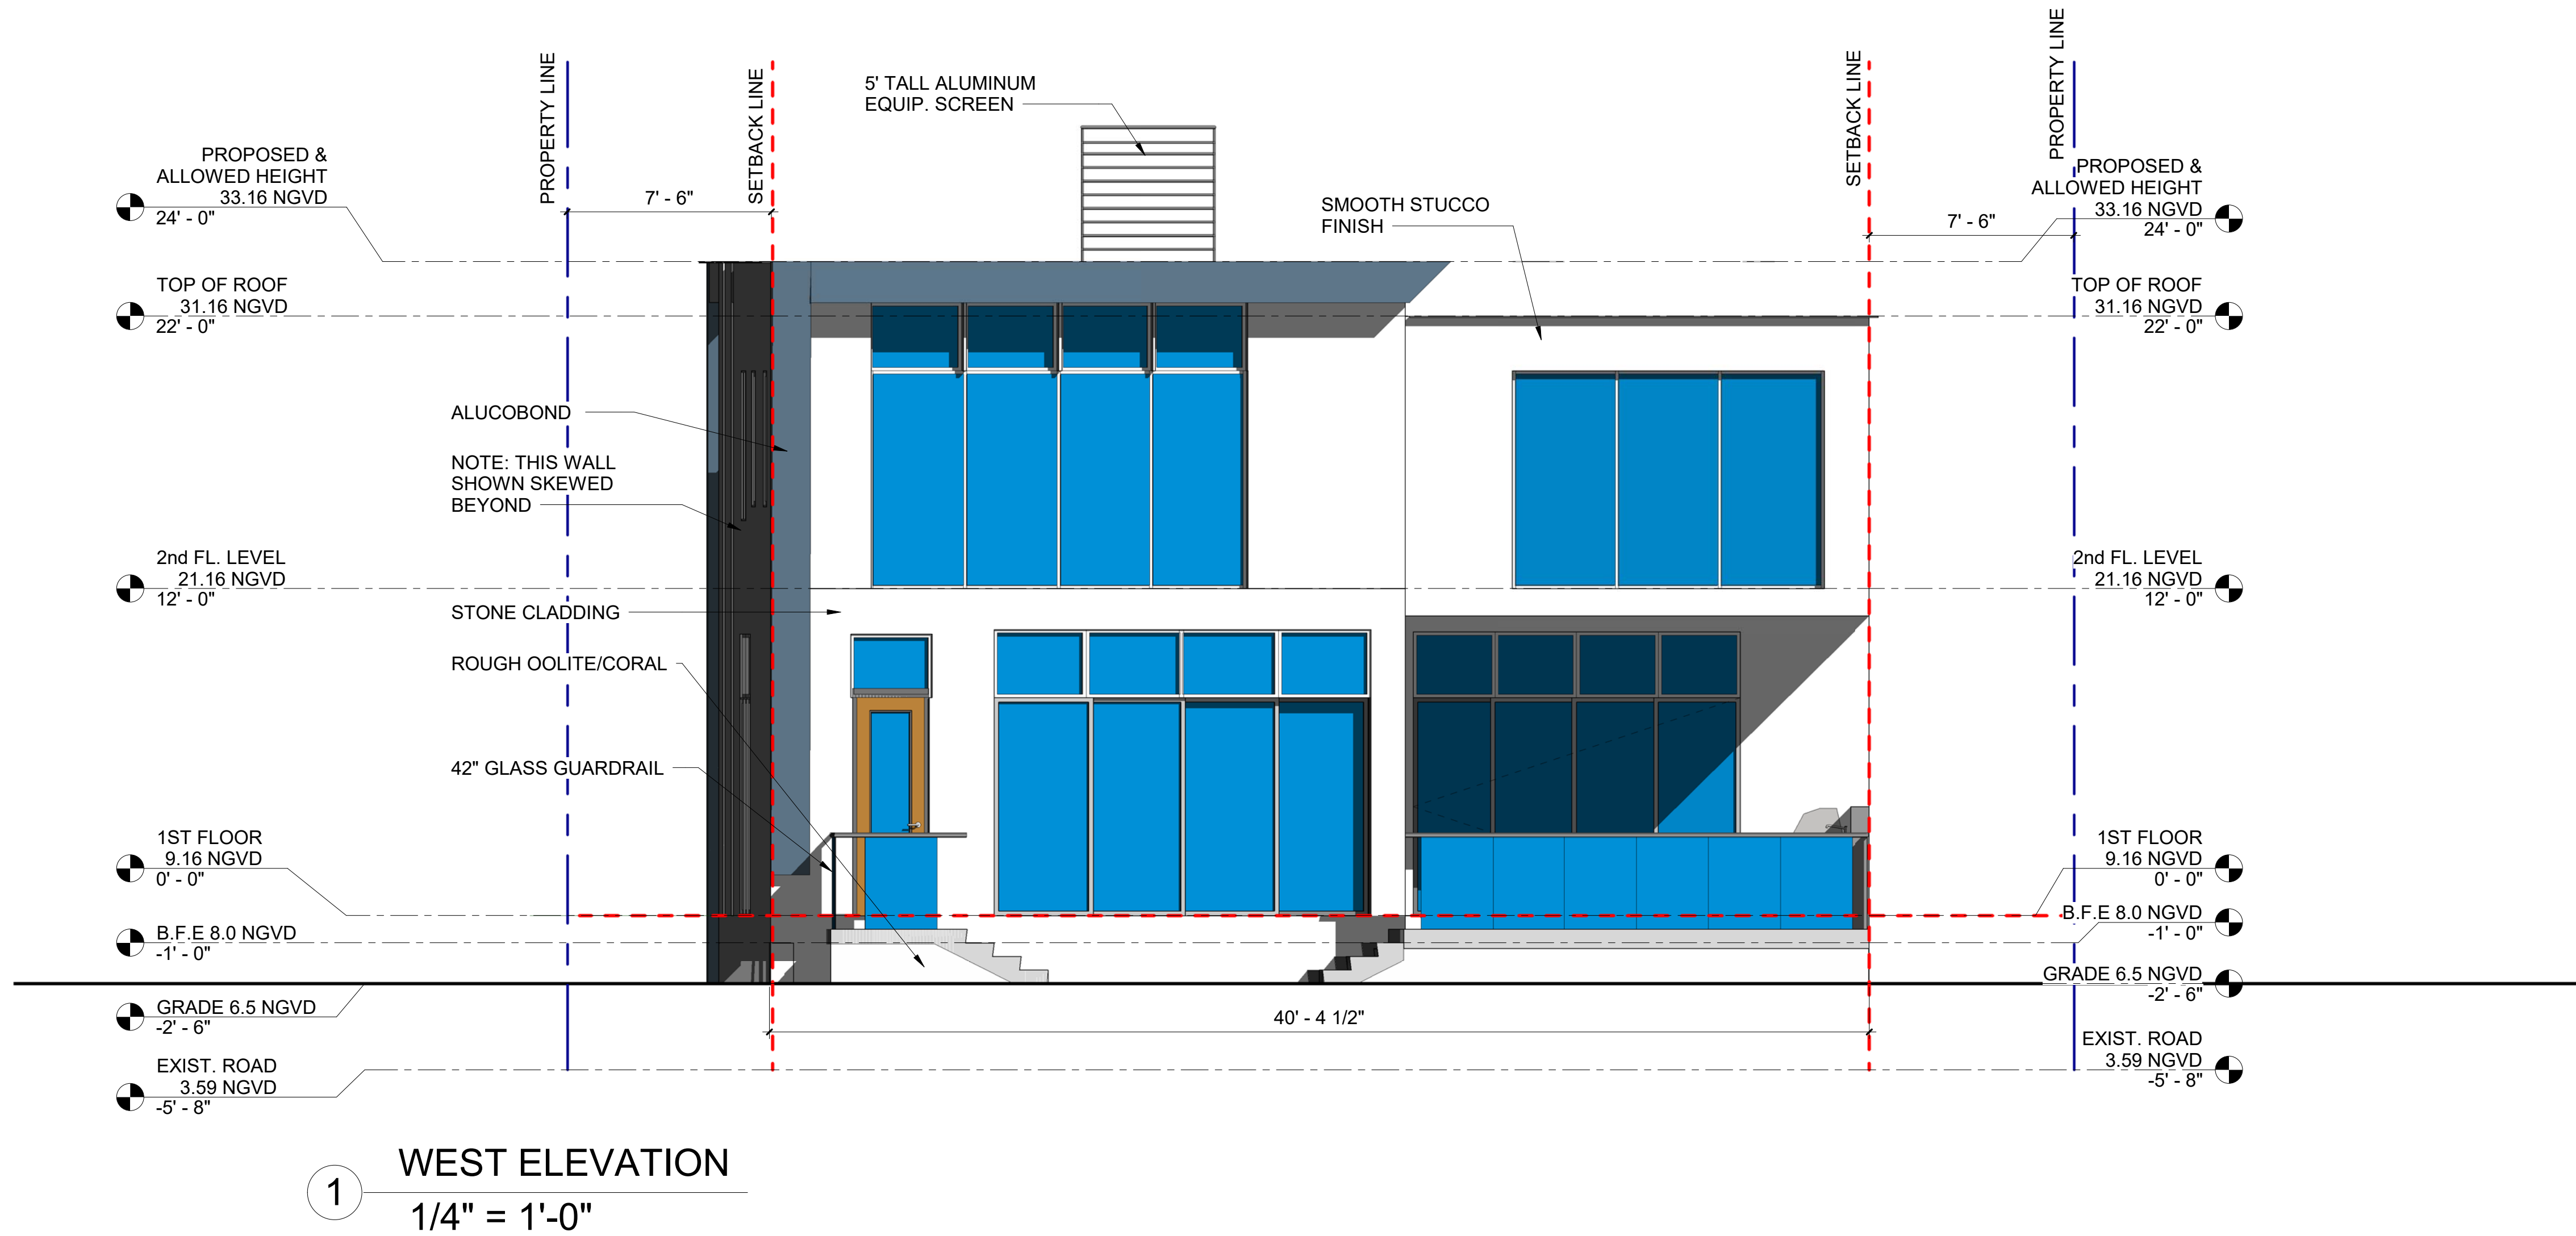 PROPERTY LINE
SETBACK LINE
SETBACK LINE
PROPERTY LINE
5' TALL ALUMINUM
EQUIP. SCREEN
PROPOSED &
ALLOWED HEIGHT
33.16 NGVD
24' - 0"
7' - 6"
SMOOTH STUCCO
FINISH
7' - 6"
PROPOSED &
ALLOWED HEIGHT
33.16 NGVD
24' - 0"
TOP OF ROOF
31.16 NGVD
22' - 0"
TOP OF ROOF
31.16 NGVD
22' - 0"
ALUCOBOND
NOTE: THIS WALL
SHOWN SKEWED
BEYOND
2nd FL. LEVEL
21.16 NGVD
12' - 0"
2nd FL. LEVEL
21.16 NGVD
12' - 0"
STONE CLADDING
ROUGH OOLITE/CORAL
42" GLASS GUARDRAIL
1ST FLOOR
9.16 NGVD
0' - 0"
1ST FLOOR
9.16 NGVD
0' - 0"
B.F.E 8.0 NGVD
-1' - 0"
B.F.E 8.0 NGVD
-1' - 0"
GRADE 6.5 NGVD
-2' - 6"
GRADE 6.5 NGVD
-2' - 6"
40' - 4 1/2"
EXIST. ROAD
3.59 NGVD
-5' - 8"
EXIST. ROAD
3.59 NGVD
-5' - 8"
1
WEST ELEVATION
1/4" = 1'-0"